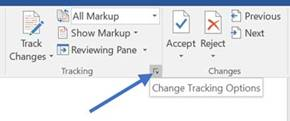 All Markup
Track
Changes
Show Markup
Reviewing Pane
Tracking
Accept
Reject
Previous
Next
Changes
Change Tracking Options